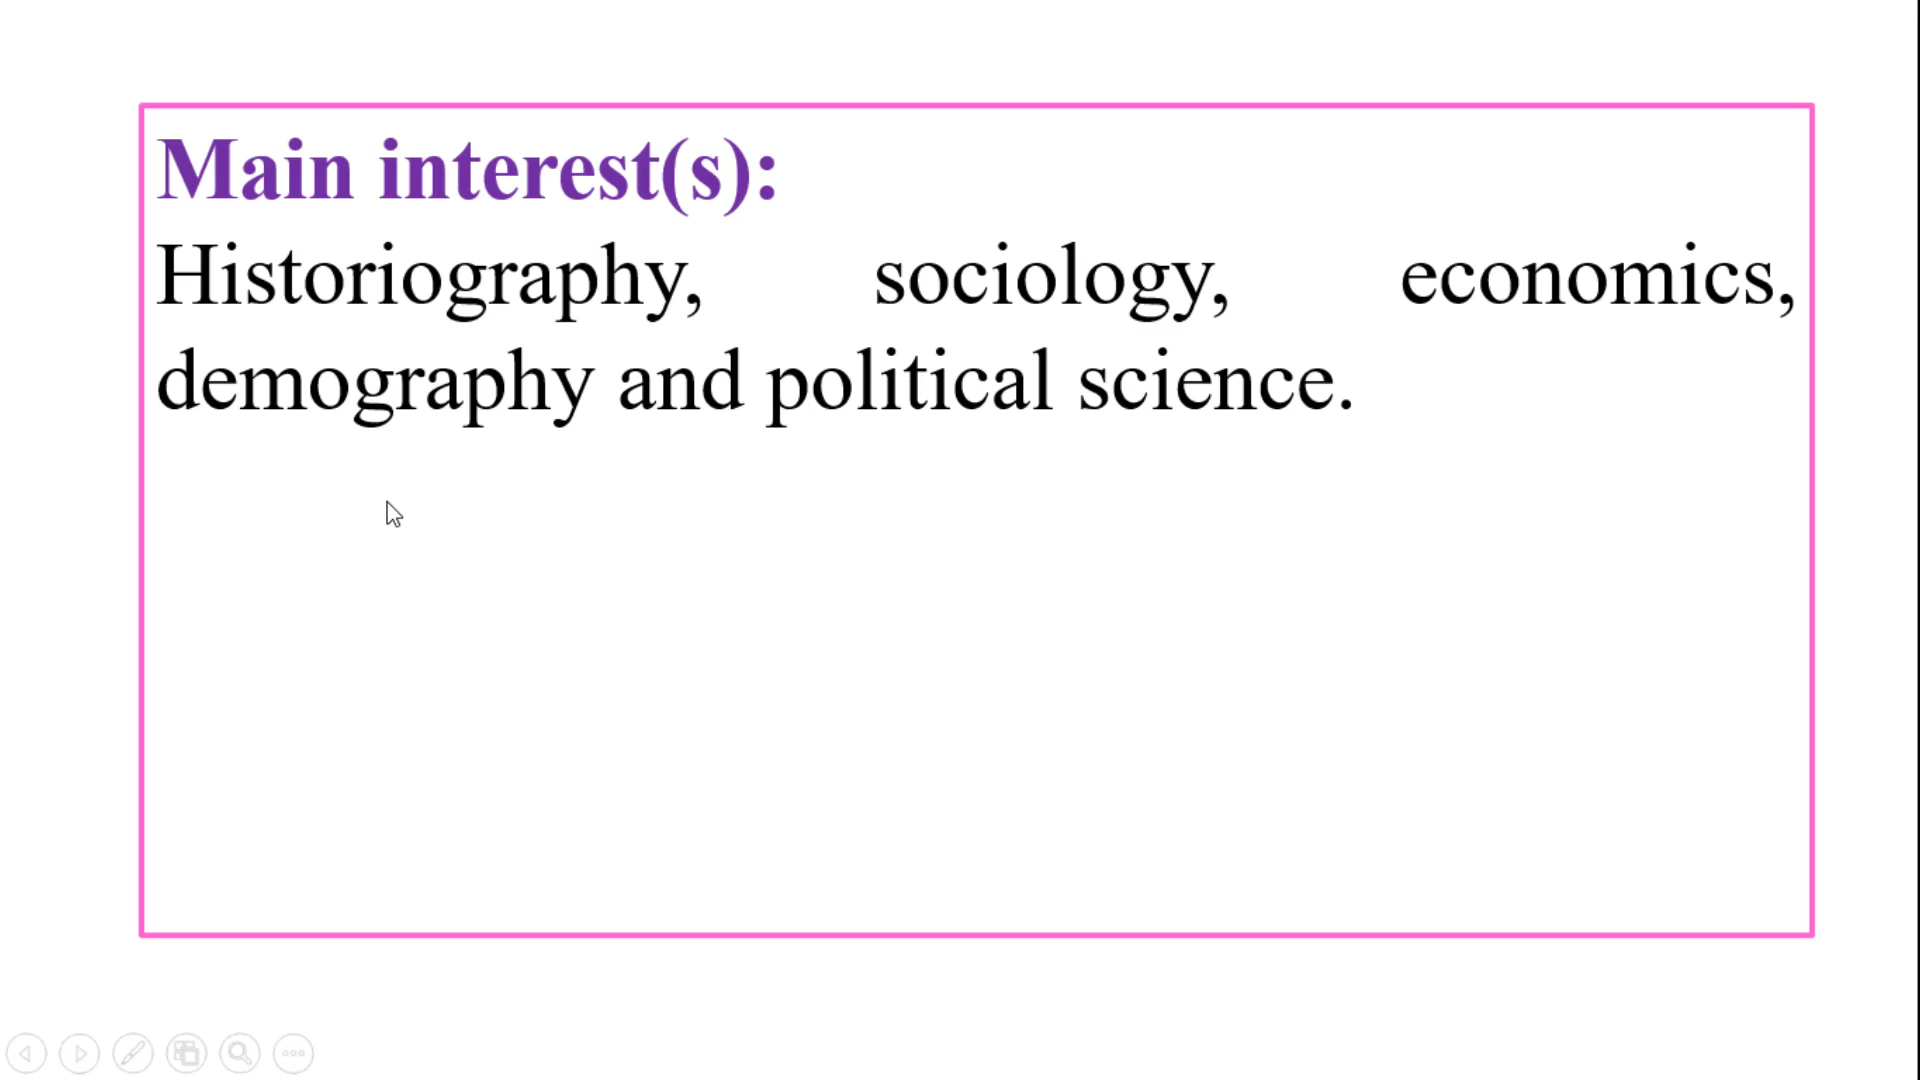 Main interest(s):
Historiography, sociology, economics,
demography and political science.